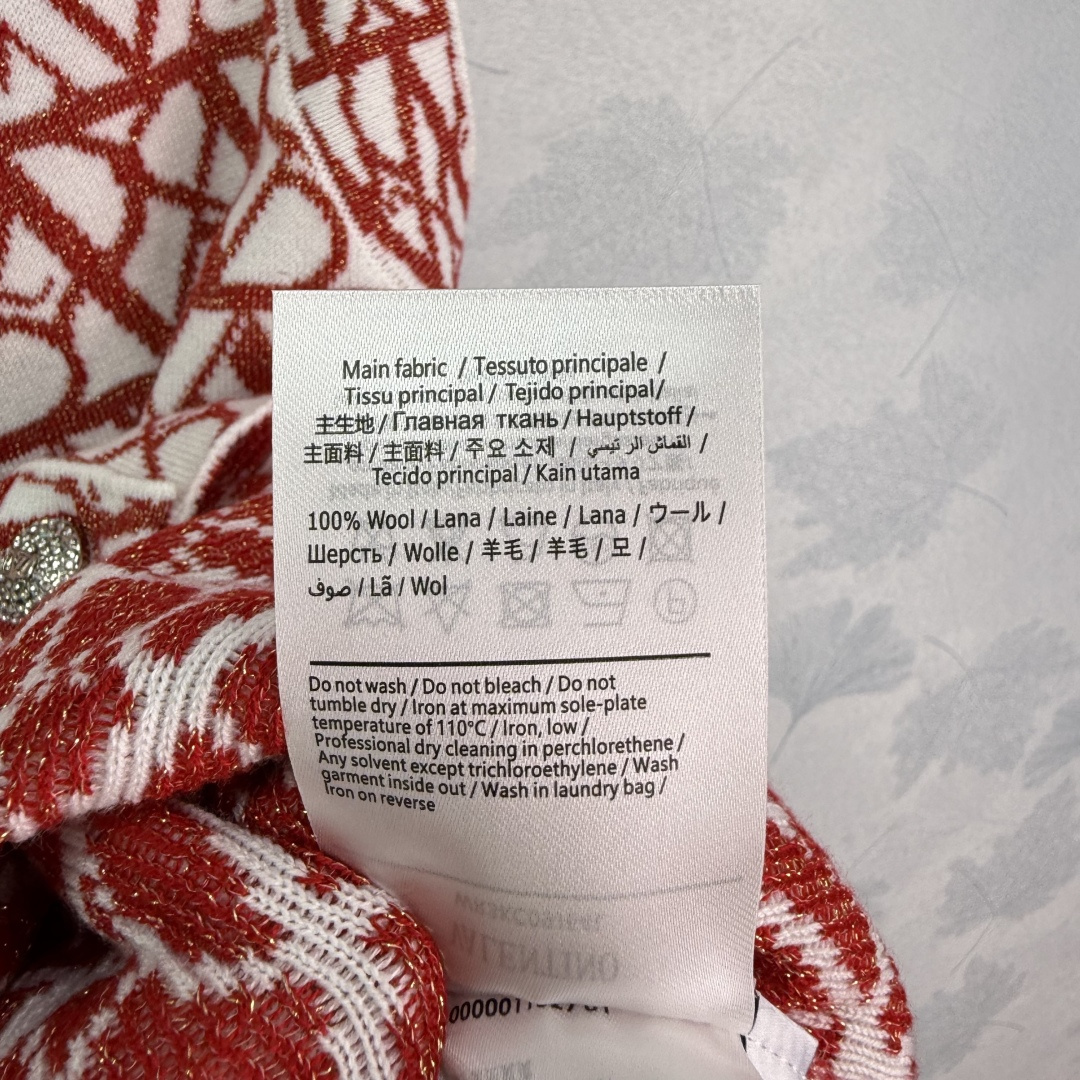 Main fabric / Tessuto principale /
Tissu principal / Tejido principal/
主生地 / Главная ткань / Hauptstoff /
主面料 / 主面料 / 주요 소제 / القماش الر تيسي /
Tecido principal / Kain utama
100% Wool / Lana / Laine / Lana / ウール /
Шерсть / Wolle / 羊毛 / 羊毛 / 모 /
صوف / Lã / Wol
Do not wash / Do not bleach / Do not
tumble dry / Iron at maximum sole-plate
temperature of 110°C / Iron, low /
Professional dry cleaning in perchlorethene /
Any solvent except trichloroethylene / Wash
garment inside out / Wash in laundry bag /
Iron on reverse
VALENTINO